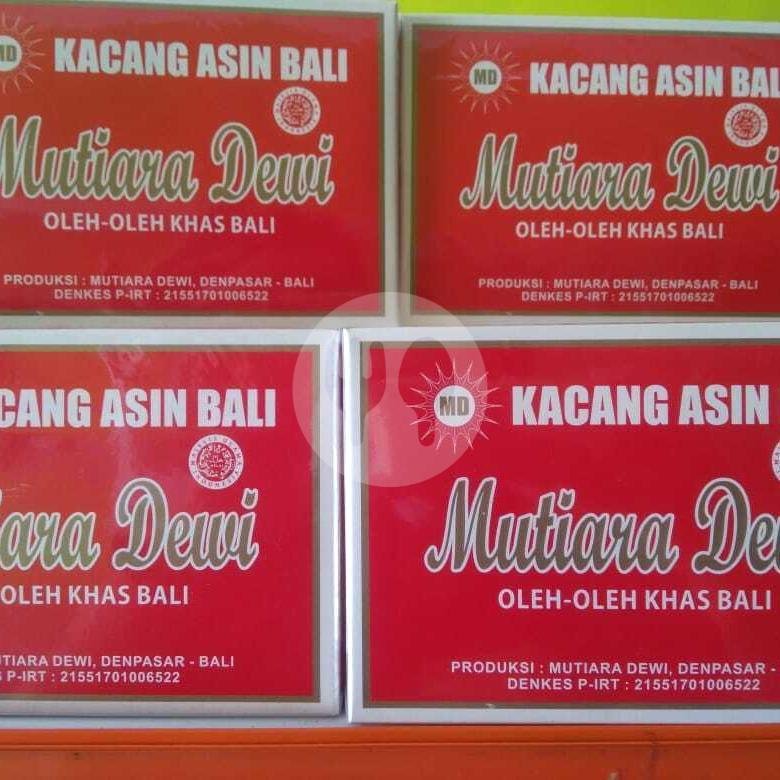 MD
KACANG ASIN BALI
Mutiara Dewi
OLEH-OLEH KHAS BALI
PRODUKSI : MUTIARA DEWI, DENPASAR - BALI
DENKES P-IRT : 21551701006522
MD
KACANG ASIN BAL
Mutiara Dewi
OLEH-OLEH KHAS BALI
PRODUKSI : MUTIARA DEWI, DENPASAR - BALI
DENKES P-IRT : 21551701006522
CANG ASIN BALI
iara Dewi
OLEH KHAS BALI
TIARA DEWI, DENPASAR - BALI
S P-IRT : 21551701006522
MD
KACANG ASIN
Mutiara De
OLEH-OLEH KHAS BALI
PRODUKSI : MUTIARA DEWI, DENPASAR -
DENKES P-IRT : 21551701006522